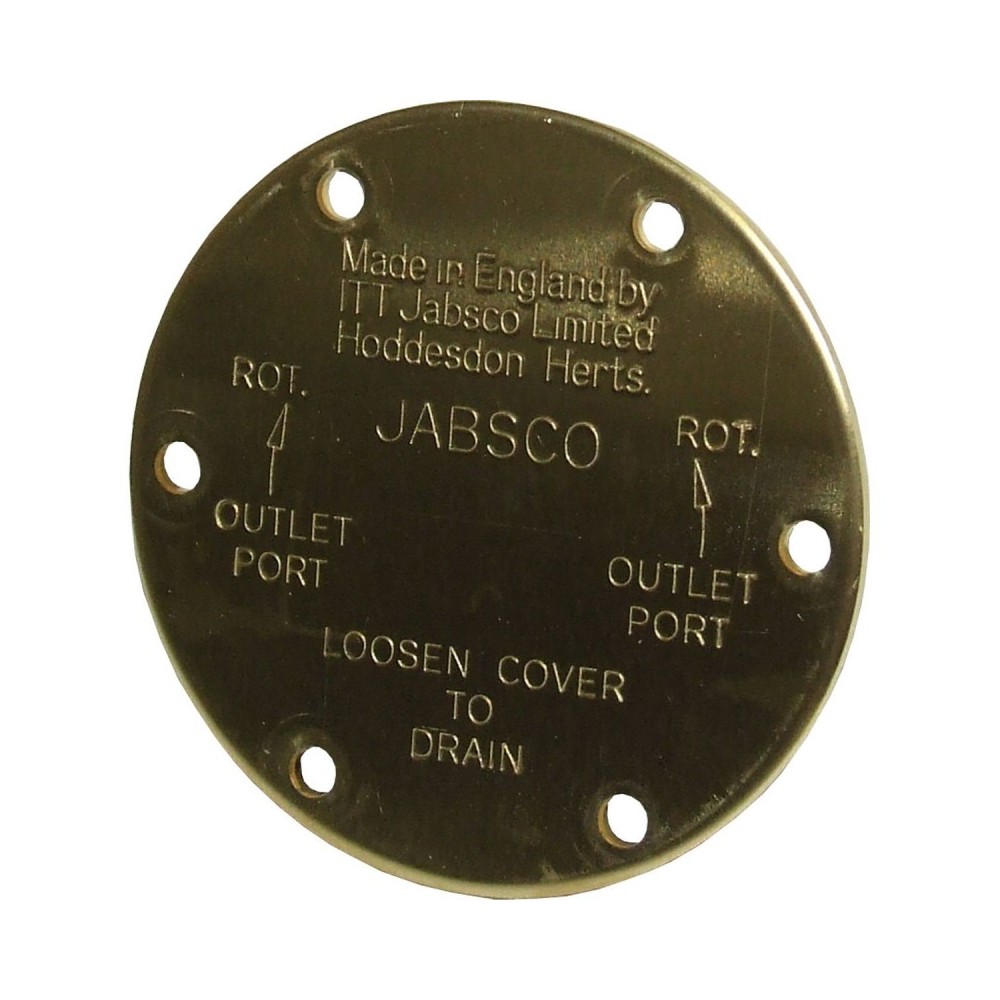 Made in England by
ITT Jabsco Limited
Hoddesdon Herts.
JABSCO
ROT.
OUTLET
PORT
ROT.
OUTLET
PORT
LOOSEN COVER
TO
DRAIN